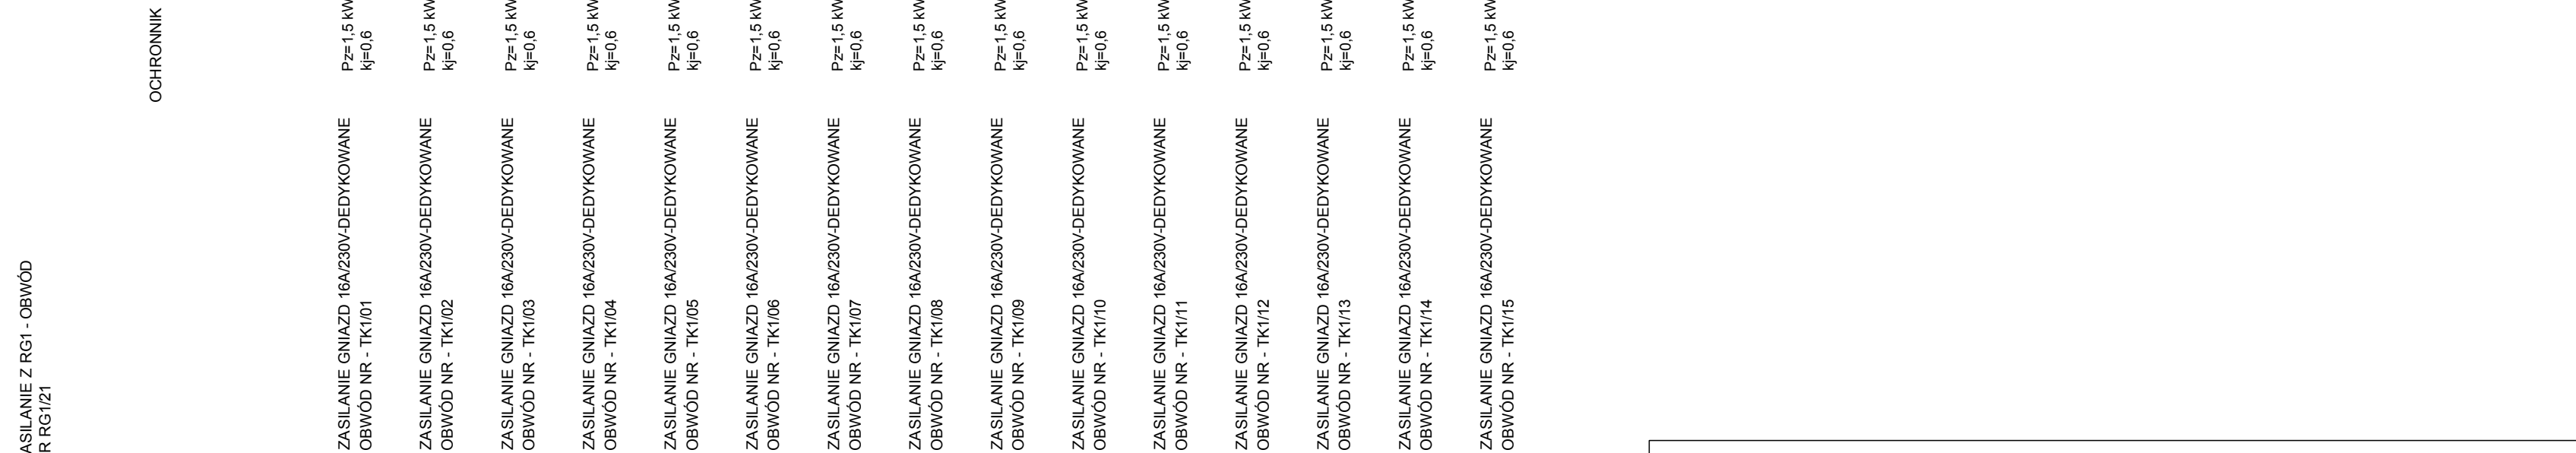 ASILANIE Z RG1 - OBWÓD
R RG1/21
OCHRONNIK
ZASILANIE GNIAZD 16A/230V-DEDYKOWANE
OBWÓD NR - TK1/01
Pz=1,5 kW
kj=0,6
ZASILANIE GNIAZD 16A/230V-DEDYKOWANE
OBWÓD NR - TK1/02
Pz=1,5 kW
kj=0,6
ZASILANIE GNIAZD 16A/230V-DEDYKOWANE
OBWÓD NR - TK1/03
Pz=1,5 kW
kj=0,6
ZASILANIE GNIAZD 16A/230V-DEDYKOWANE
OBWÓD NR - TK1/04
Pz=1,5 kW
kj=0,6
ZASILANIE GNIAZD 16A/230V-DEDYKOWANE
OBWÓD NR - TK1/05
Pz=1,5 kW
kj=0,6
ZASILANIE GNIAZD 16A/230V-DEDYKOWANE
OBWÓD NR - TK1/06
Pz=1,5 kW
kj=0,6
ZASILANIE GNIAZD 16A/230V-DEDYKOWANE
OBWÓD NR - TK1/07
Pz=1,5 kW
kj=0,6
ZASILANIE GNIAZD 16A/230V-DEDYKOWANE
OBWÓD NR - TK1/08
Pz=1,5 kW
kj=0,6
ZASILANIE GNIAZD 16A/230V-DEDYKOWANE
OBWÓD NR - TK1/09
Pz=1,5 kW
kj=0,6
ZASILANIE GNIAZD 16A/230V-DEDYKOWANE
OBWÓD NR - TK1/10
Pz=1,5 kW
kj=0,6
ZASILANIE GNIAZD 16A/230V-DEDYKOWANE
OBWÓD NR - TK1/11
Pz=1,5 kW
kj=0,6
ZASILANIE GNIAZD 16A/230V-DEDYKOWANE
OBWÓD NR - TK1/12
Pz=1,5 kW
kj=0,6
ZASILANIE GNIAZD 16A/230V-DEDYKOWANE
OBWÓD NR - TK1/13
Pz=1,5 kW
kj=0,6
ZASILANIE GNIAZD 16A/230V-DEDYKOWANE
OBWÓD NR - TK1/14
Pz=1,5 kW
kj=0,6
ZASILANIE GNIAZD 16A/230V-DEDYKOWANE
OBWÓD NR - TK1/15
Pz=1,5 kW
kj=0,6